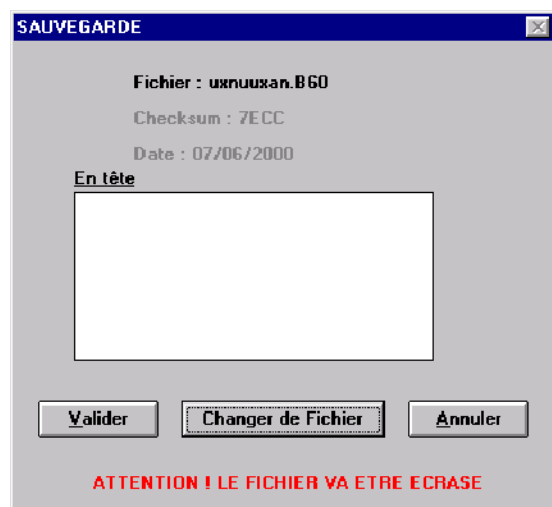 SAUVEGARDE
Fichier : uxnuuxan.B60
Checksum : 7ECC
Date : 07/06/2000
En tête
Valider Changer de Fichier Annuler
ATTENTION ! LE FICHIER VA ETRE ECRASE